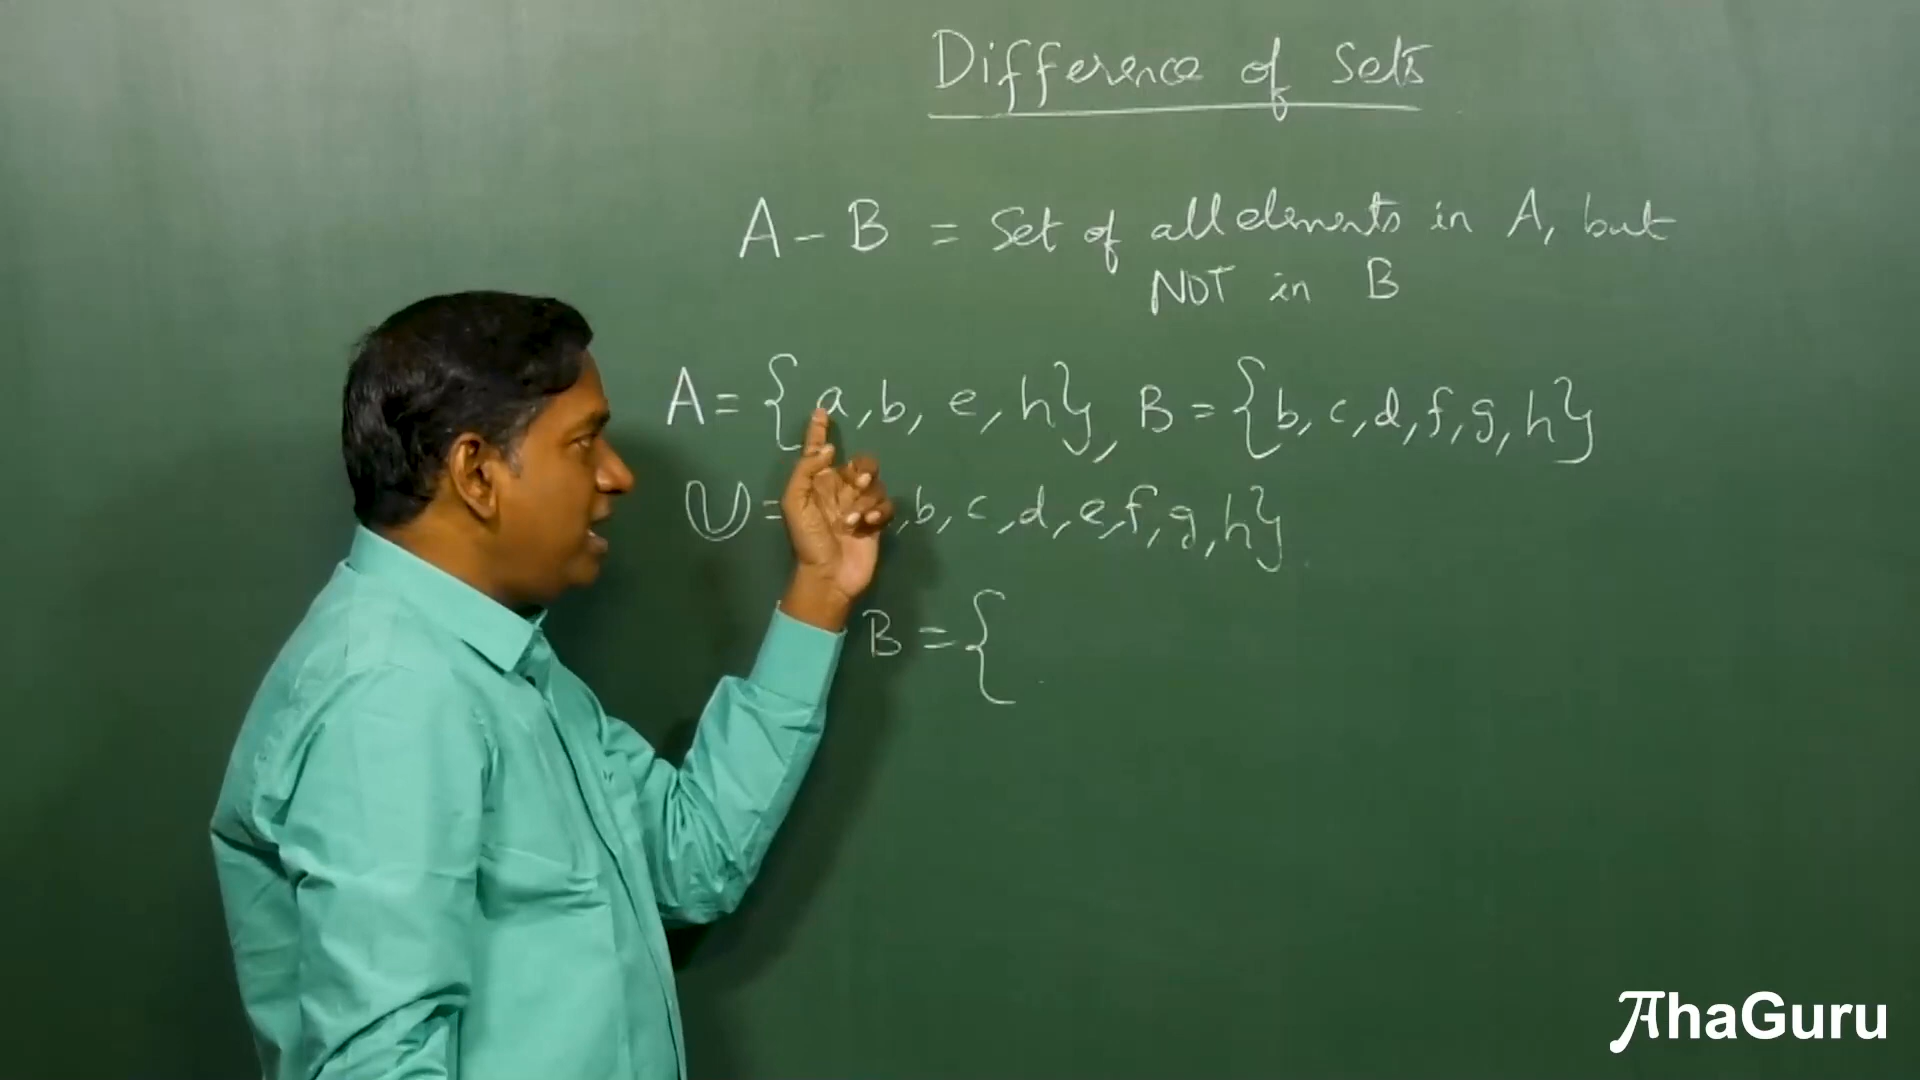 Difference of Sets
A - B = Set of all elements in A, but
NOT in B
A = {a, b, e, h}, B = {b, c, d, f, g, h}
U = , b, c, d, e, f, g, h}
B = {
AhaGuru